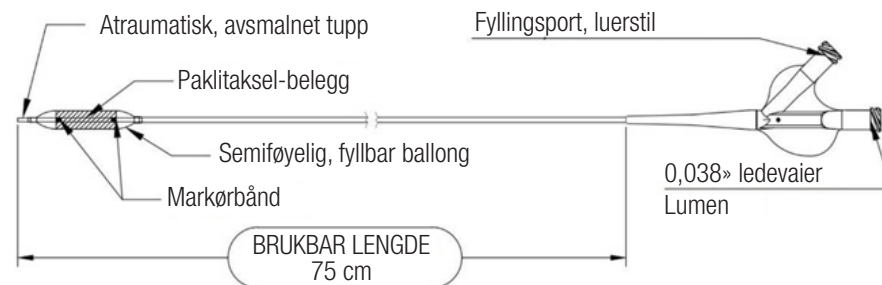 Atraumatisk, avsmalnet tupp
Fyllingsport, luerstil
Paklitaksel-belegg
Semiføyelig, fyllbar ballong
Markørbånd
0,038» ledevaier
Lumen
BRUKBAR LENGDE
75 cm